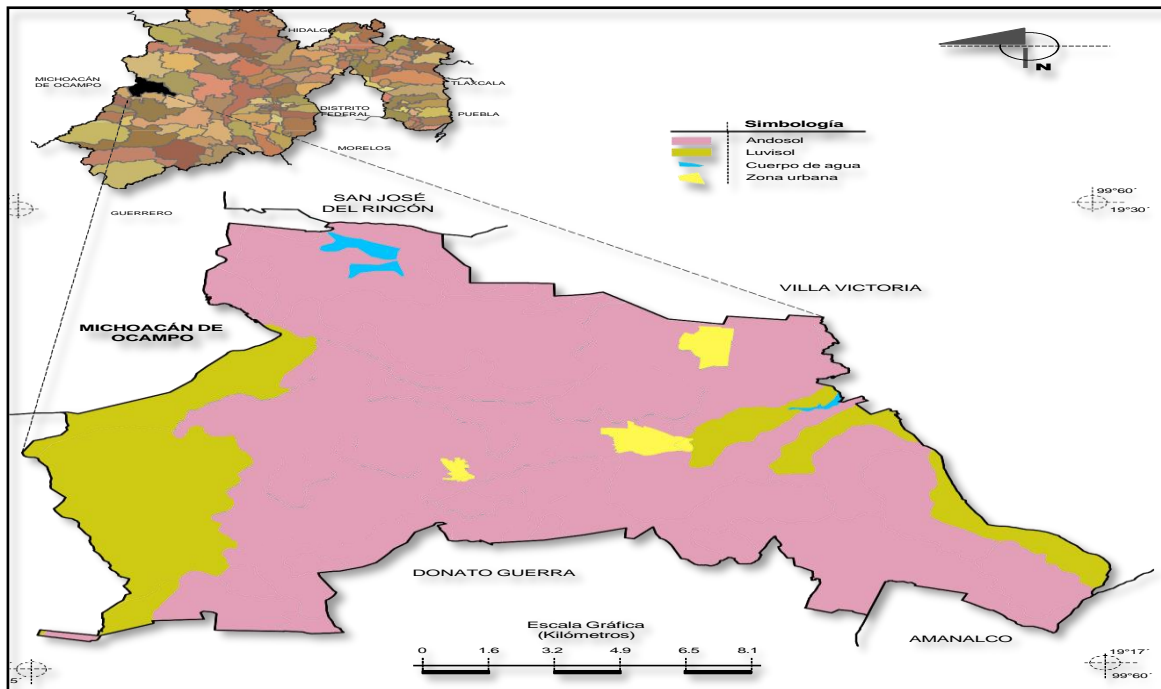 HIDALGO
MICHOACÁN
DE OCAMPO
TLAXCALA
DISTRITO
FEDERAL
PUEBLA
MORELOS
GUERRERO
N
Simbología
Andosol
Luvisol
Cuerpo de agua
Zona urbana
99°60´
19°30´
SAN JOSÉ
DEL RINCÓN
VILLA VICTORIA
MICHOACÁN DE
OCAMPO
DONATO GUERRA
AMANALCO
Escala Gráfica
(Kilómetros)
0 1.6 3.2 4.9 6.5 8.1
5´
19°17´
99°60´